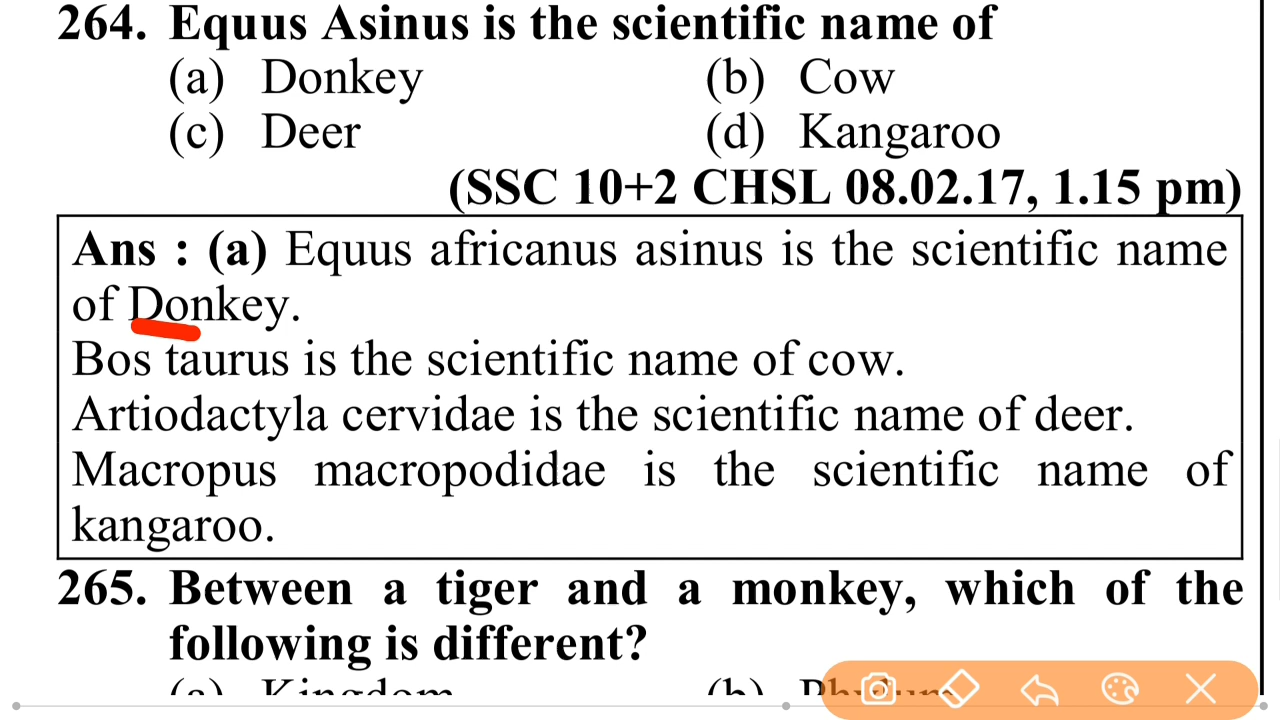 264. Equus Asinus is the scientific name of
(a) Donkey (b) Cow
(c) Deer (d) Kangaroo
(SSC 10+2 CHSL 08.02.17, 1.15 pm)
Ans : (a) Equus africanus asinus is the scientific name
of Donkey.
Bos taurus is the scientific name of cow.
Artiodactyla cervidae is the scientific name of deer.
Macropus macropodidae is the scientific name of
kangaroo.
265. Between a tiger and a monkey, which of the
following is different?
(a) Kingdom (b) Phylum